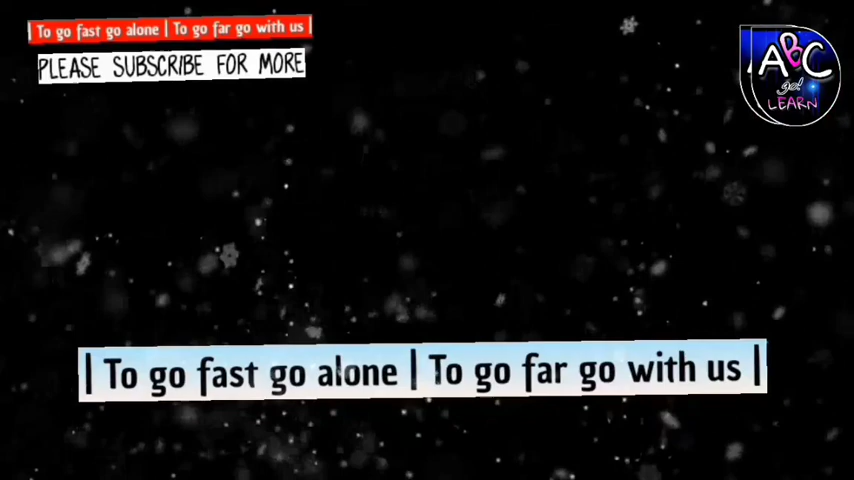 | To go fast go alone | To go far go with us |
PLEASE SUBSCRIBE FOR MORE
ABC
go!
LEARN
| To go fast go alone | To go far go with us |